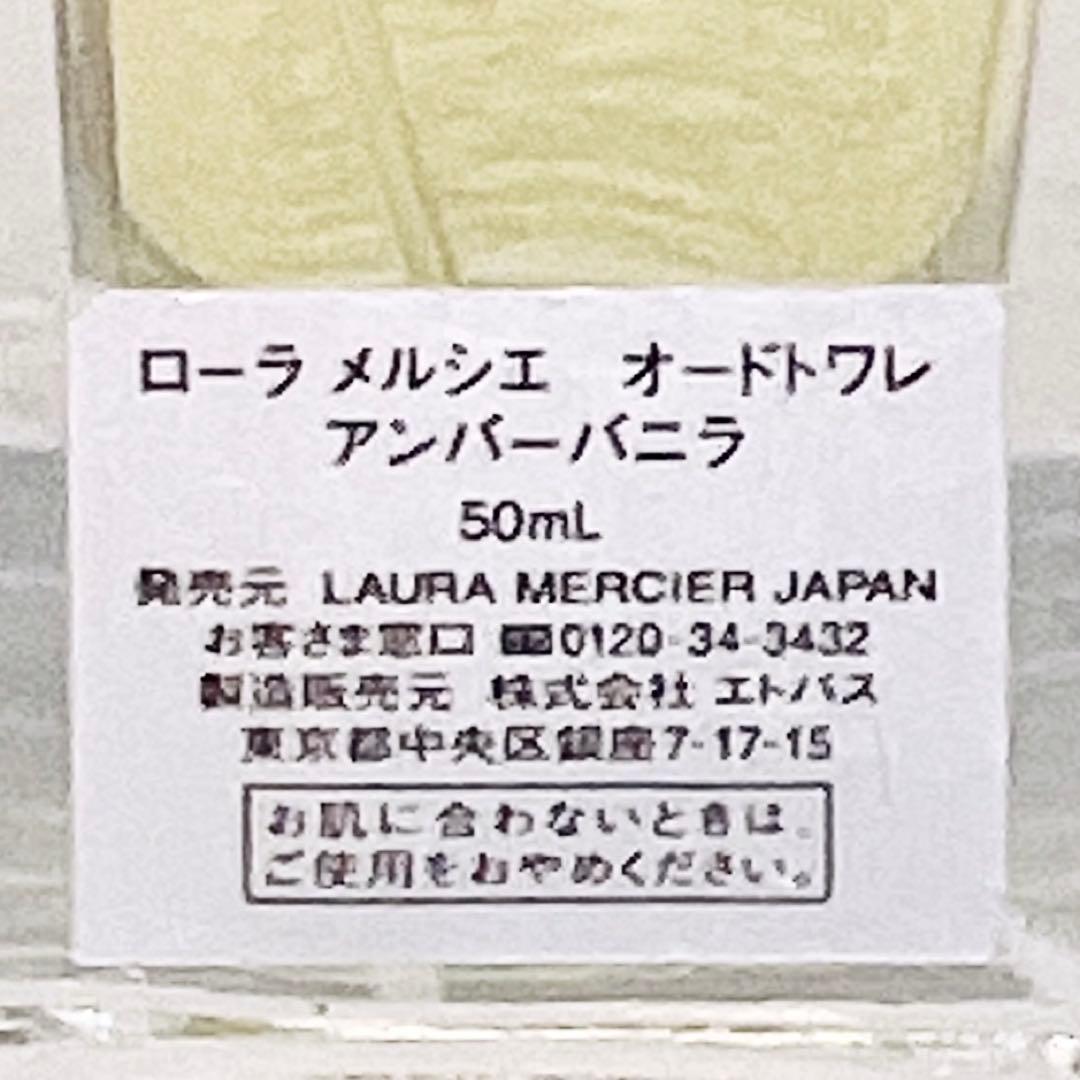 ローラ メルシエ　オードトワレ
アンバーバニラ
50mL
発売元 LAURA MERCIER JAPAN
お客さま窓口 0120-34-3432
製造販売元 株式会社 エトバス
東京都中央区銀座7-17-15
お肌に合わないときは、
ご使用をおやめください。